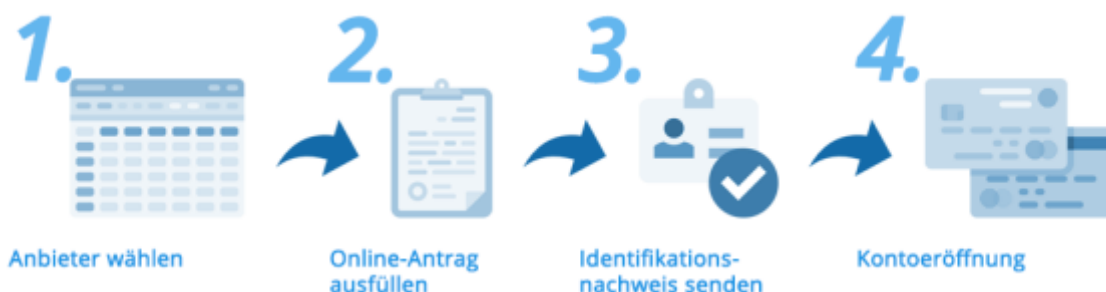 1.
2.
3.
4.
Anbieter wählen
Online-Antrag
ausfüllen
Identifikations-
nachweis senden
Kontoeröffnung